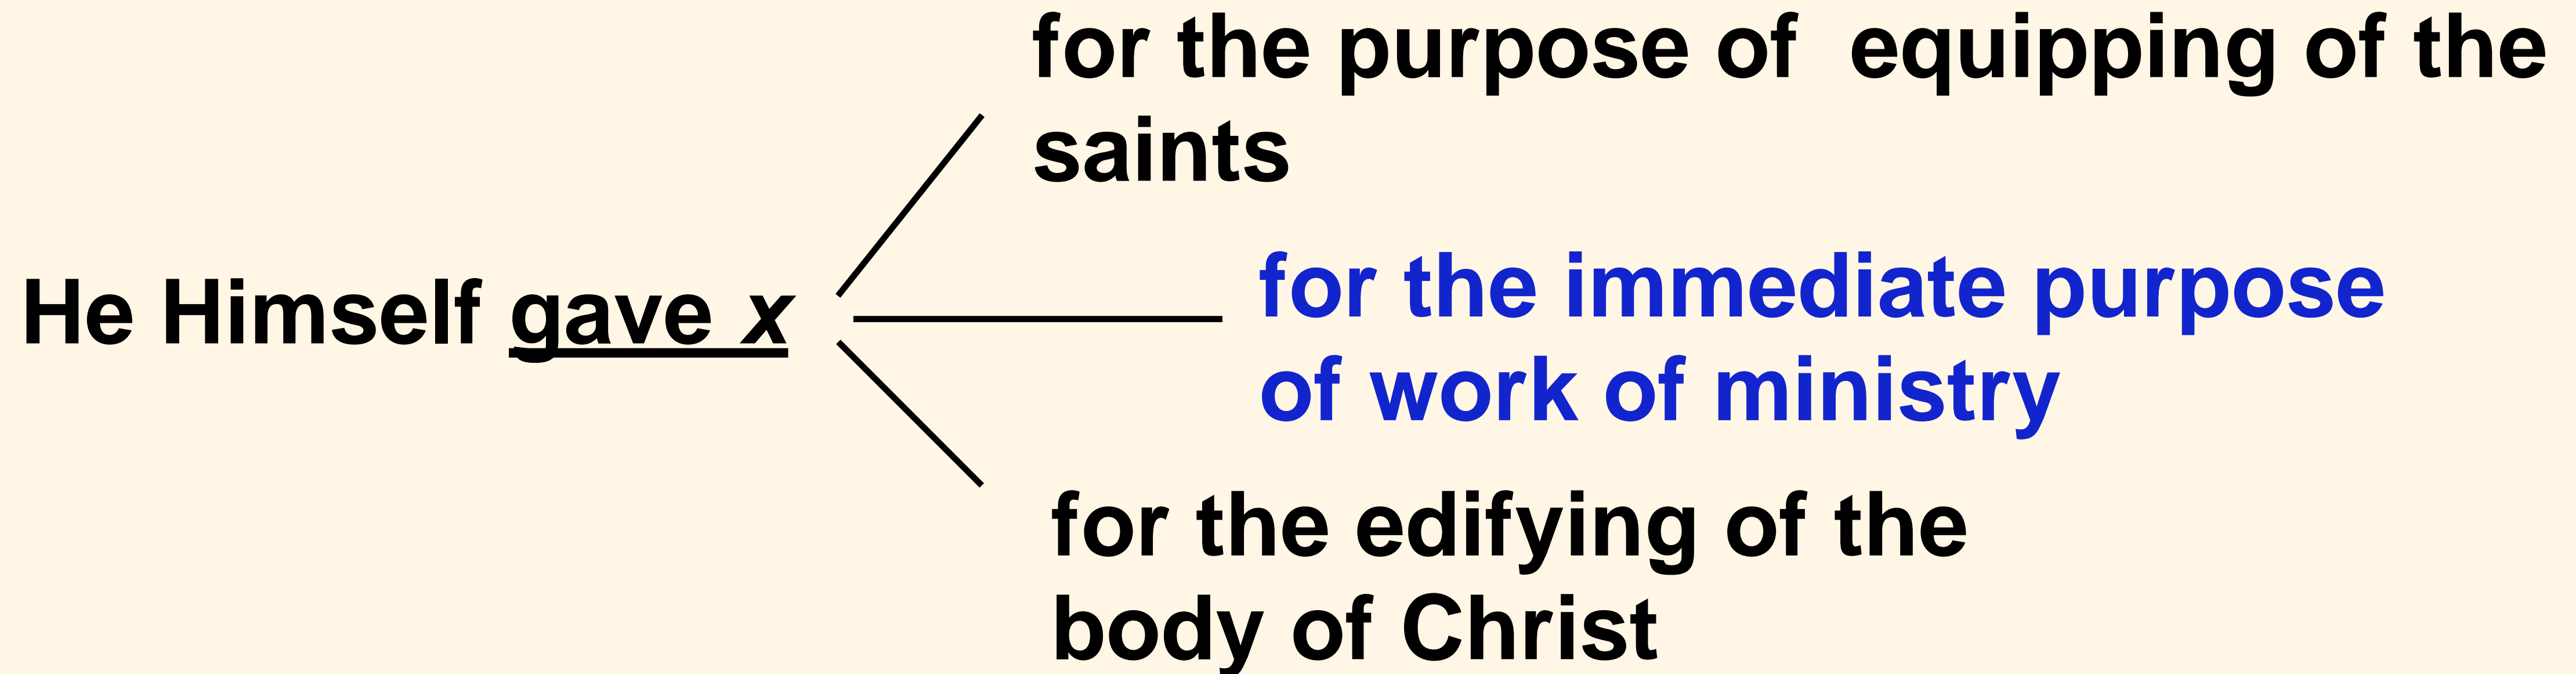 for the purpose of  equipping of the
saints
He Himself gave x
for the immediate purpose
of work of ministry
for the edifying of the
body of Christ